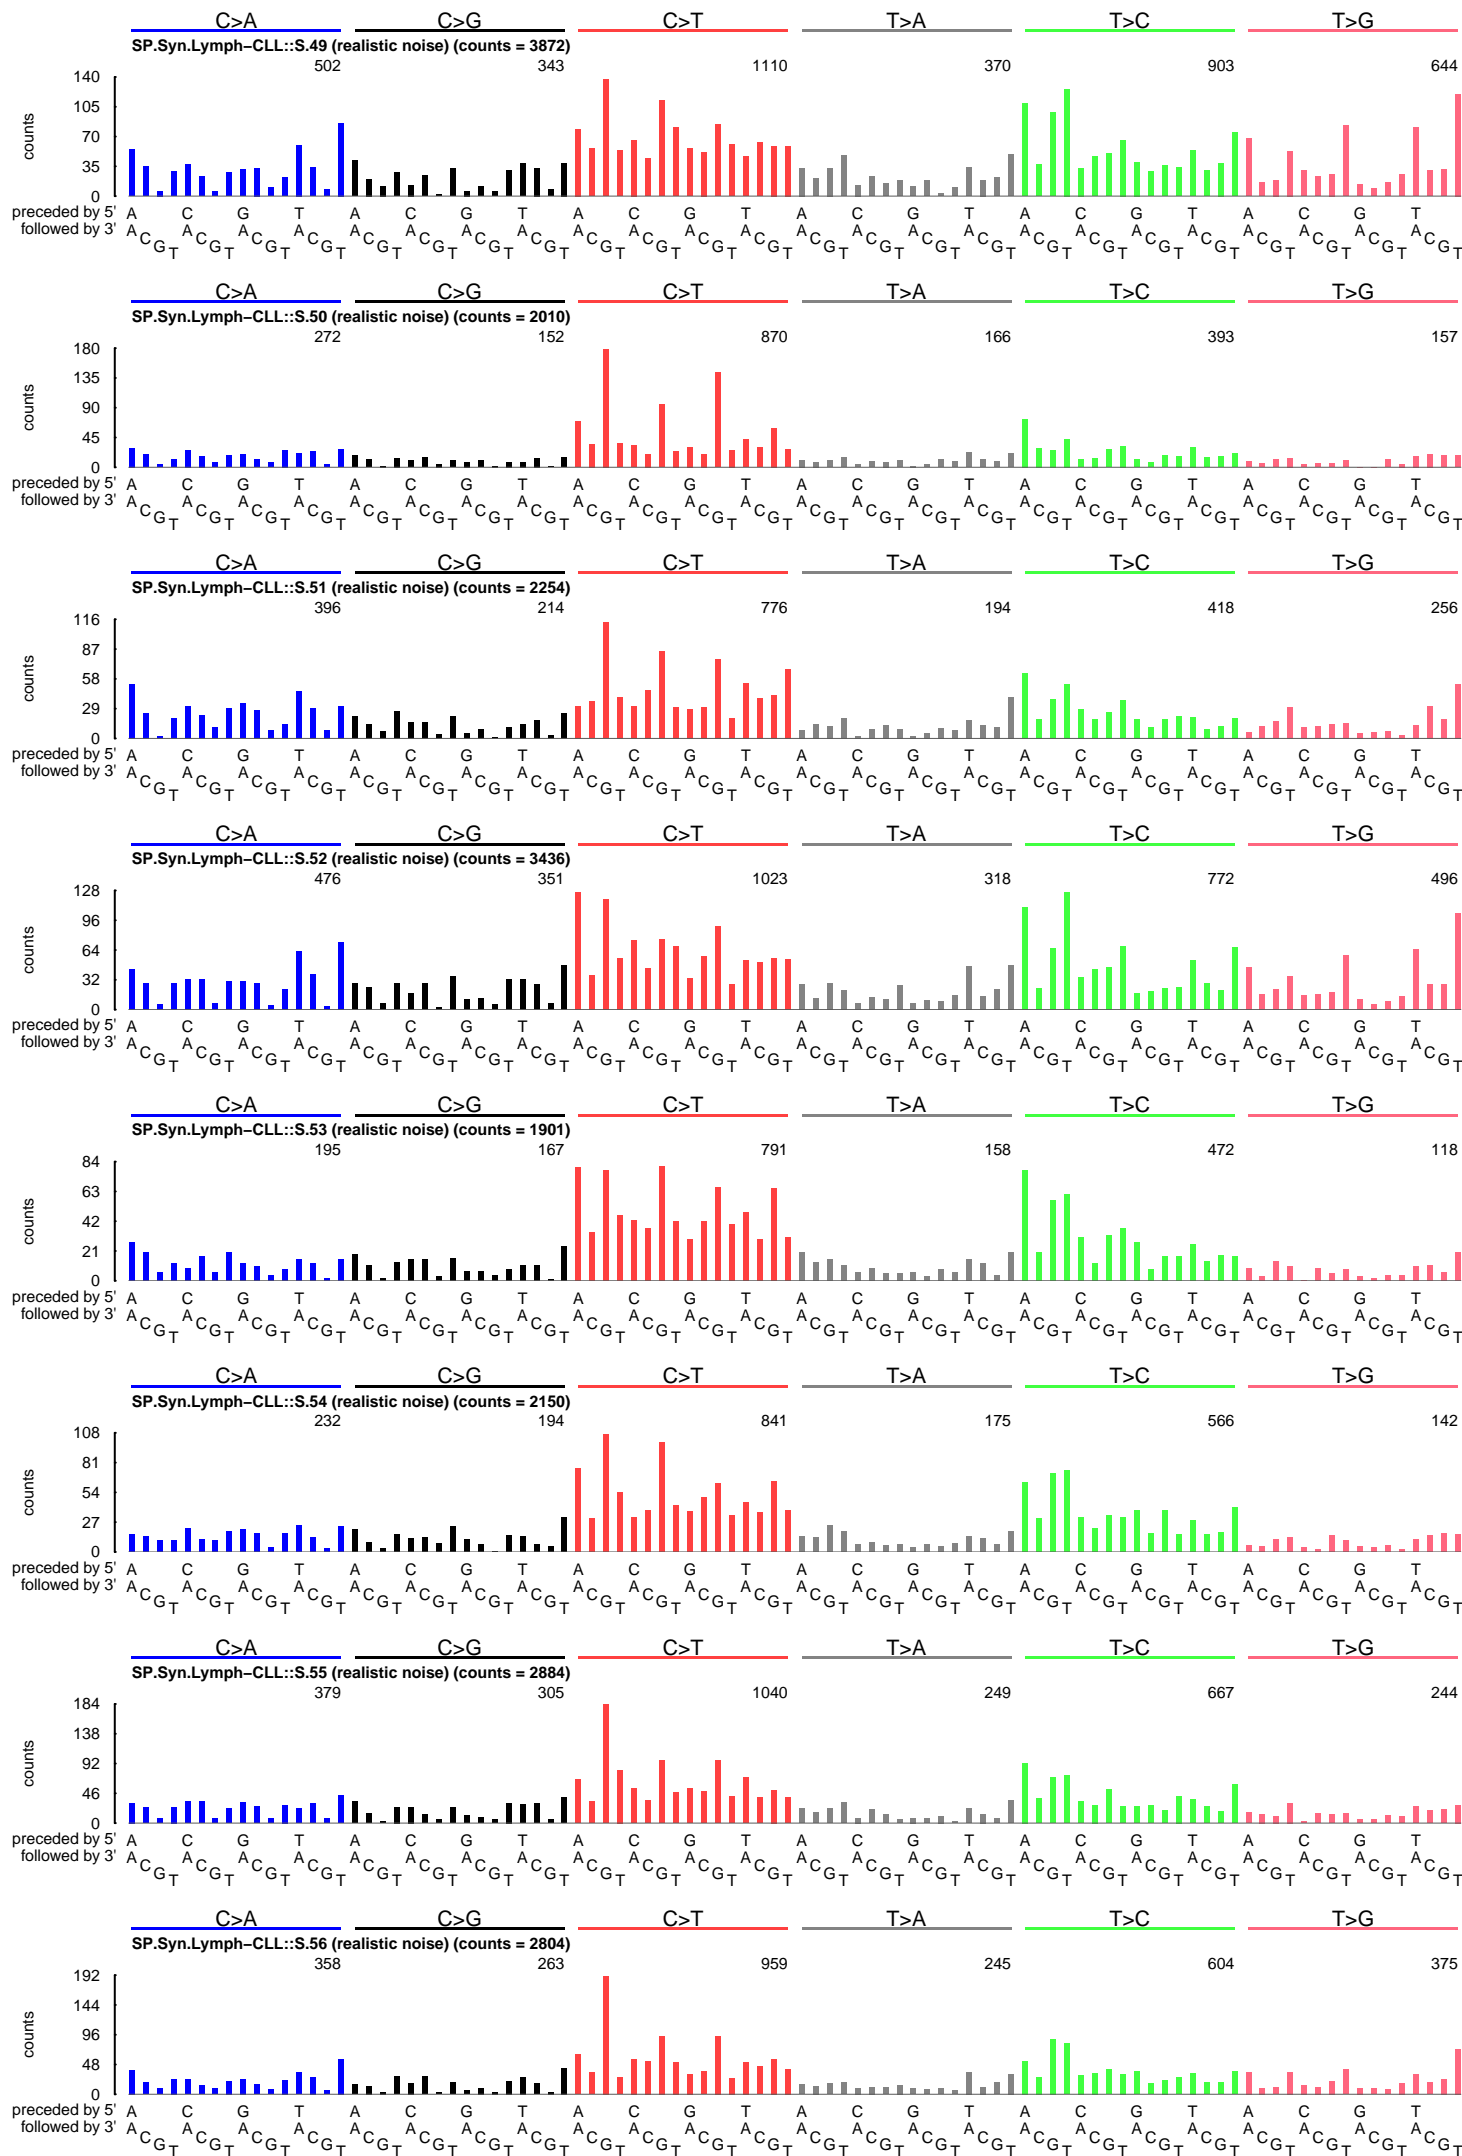 C>A C>G C>T T>A T>C T>G
SP.Syn.Lymph−CLL::S.49 (realistic noise) (counts = 3872)
502 343 1110 370 903 644
140
105
70
35
0
counts
preceded by 5' A C G T A C G T A C G T A C G T A C G T A C G T
followed by 3' A C G T A C G T A C G T A C G T A C G T A C G T A C G T A C G T A C G T A C G T A C G T A C G T A C G T A C G T A C G T A C G T A C G T A C G T A C G T A C G T A C G T A C G T A C G T A C G T
C>A C>G C>T T>A T>C T>G
SP.Syn.Lymph−CLL::S.50 (realistic noise) (counts = 2010)
272 152 870 166 393 157
180
135
90
45
0
counts
preceded by 5' A C G T A C G T A C G T A C G T A C G T A C G T
followed by 3' A C G T A C G T A C G T A C G T A C G T A C G T A C G T A C G T A C G T A C G T A C G T A C G T A C G T A C G T A C G T A C G T A C G T A C G T A C G T A C G T A C G T A C G T A C G T A C G T
C>A C>G C>T T>A T>C T>G
SP.Syn.Lymph−CLL::S.51 (realistic noise) (counts = 2254)
396 214 776 194 418 256
116
87
58
29
0
counts
preceded by 5' A C G T A C G T A C G T A C G T A C G T A C G T
followed by 3' A C G T A C G T A C G T A C G T A C G T A C G T A C G T A C G T A C G T A C G T A C G T A C G T A C G T A C G T A C G T A C G T A C G T A C G T A C G T A C G T A C G T A C G T A C G T A C G T
C>A C>G C>T T>A T>C T>G
SP.Syn.Lymph−CLL::S.52 (realistic noise) (counts = 3436)
476 351 1023 318 772 496
128
96
64
32
0
counts
preceded by 5' A C G T A C G T A C G T A C G T A C G T A C G T
followed by 3' A C G T A C G T A C G T A C G T A C G T A C G T A C G T A C G T A C G T A C G T A C G T A C G T A C G T A C G T A C G T A C G T A C G T A C G T A C G T A C G T A C G T A C G T A C G T A C G T
C>A C>G C>T T>A T>C T>G
SP.Syn.Lymph−CLL::S.53 (realistic noise) (counts = 1901)
195 167 791 158 472 118
84
63
42
21
0
counts
preceded by 5' A C G T A C G T A C G T A C G T A C G T A C G T
followed by 3' A C G T A C G T A C G T A C G T A C G T A C G T A C G T A C G T A C G T A C G T A C G T A C G T A C G T A C G T A C G T A C G T A C G T A C G T A C G T A C G T A C G T A C G T A C G T A C G T
C>A C>G C>T T>A T>C T>G
SP.Syn.Lymph−CLL::S.54 (realistic noise) (counts = 2150)
232 194 841 175 566 142
108
81
54
27
0
counts
preceded by 5' A C G T A C G T A C G T A C G T A C G T A C G T
followed by 3' A C G T A C G T A C G T A C G T A C G T A C G T A C G T A C G T A C G T A C G T A C G T A C G T A C G T A C G T A C G T A C G T A C G T A C G T A C G T A C G T A C G T A C G T A C G T A C G T
C>A C>G C>T T>A T>C T>G
SP.Syn.Lymph−CLL::S.55 (realistic noise) (counts = 2884)
379 305 1040 249 667 244
184
138
92
46
0
counts
preceded by 5' A C G T A C G T A C G T A C G T A C G T A C G T
followed by 3' A C G T A C G T A C G T A C G T A C G T A C G T A C G T A C G T A C G T A C G T A C G T A C G T A C G T A C G T A C G T A C G T A C G T A C G T A C G T A C G T A C G T A C G T A C G T A C G T
C>A C>G C>T T>A T>C T>G
SP.Syn.Lymph−CLL::S.56 (realistic noise) (counts = 2804)
358 263 959 245 604 375
192
144
96
48
0
counts
preceded by 5' A C G T A C G T A C G T A C G T A C G T A C G T
followed by 3' A C G T A C G T A C G T A C G T A C G T A C G T A C G T A C G T A C G T A C G T A C G T A C G T A C G T A C G T A C G T A C G T A C G T A C G T A C G T A C G T A C G T A C G T A C G T A C G T